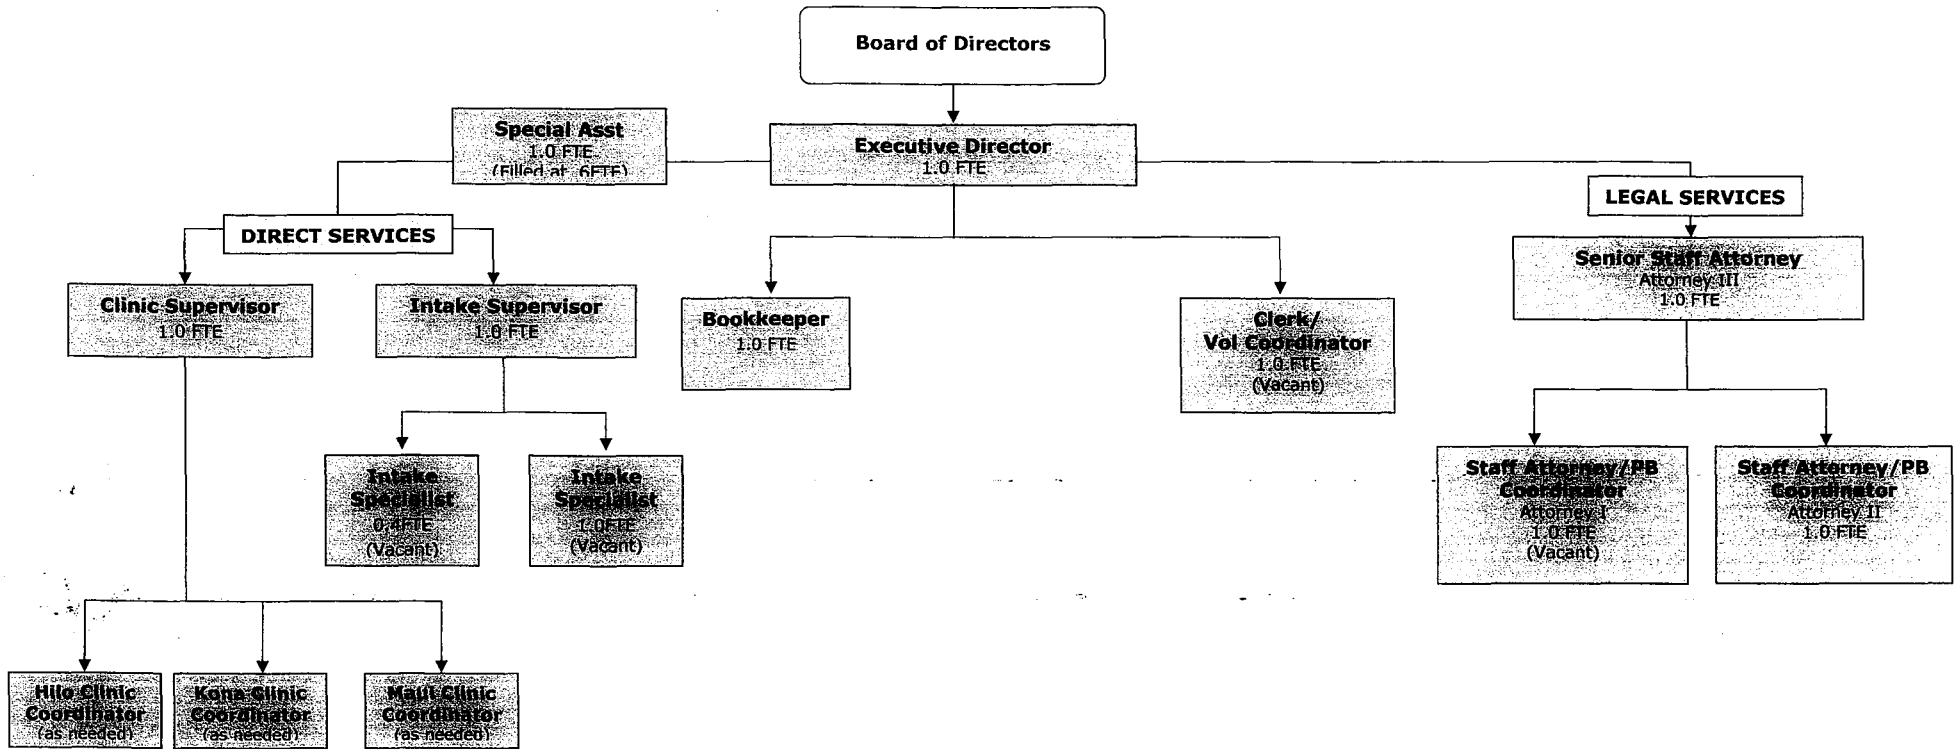 Board of Directors
Special Asst
1.0 FTE
(Filled at .6FTE)
Executive Director
1.0 FTE
LEGAL SERVICES
DIRECT SERVICES
Senior Staff Attorney
Attorney III
1.0 FTE
Clinic Supervisor
1.0 FTE
Intake Supervisor
1.0 FTE
Bookkeeper
1.0 FTE
Clerk/
Vol Coordinator
1.0 FTE
(Vacant)
Intake
Specialist
0.4FTE
(Vacant)
Intake
Specialist
1.0FTE
(Vacant)
Staff Attorney/PB
Coordinator
Attorney I
1.0 FTE
(Vacant)
Staff Attorney/PB
Coordinator
Attorney II
1.0 FTE
Hilo Clinic
Coordinator
(as needed)
Kona Clinic
Coordinator
(as needed)
Maui Clinic
Coordinator
(as needed)